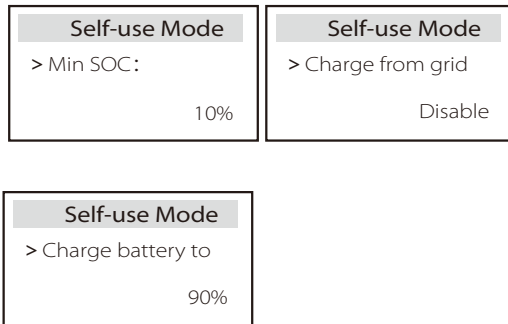 Self-use Mode
> Min SOC:
10%
Self-use Mode
> Charge from grid
Disable
Self-use Mode
> Charge battery to
90%